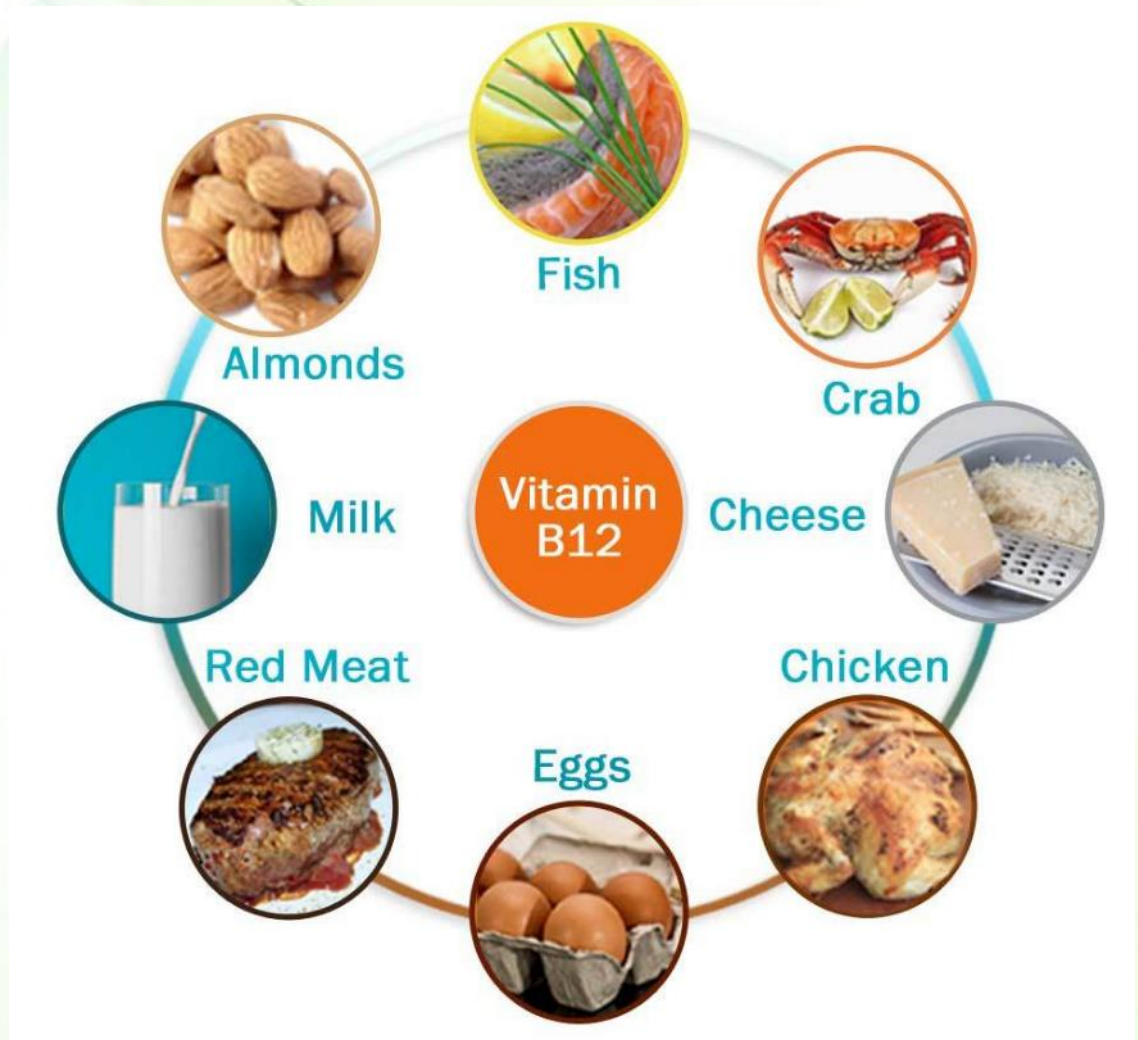 Fish
Almonds
Crab
Milk
Vitamin
B12
Cheese
Red Meat
Chicken
Eggs